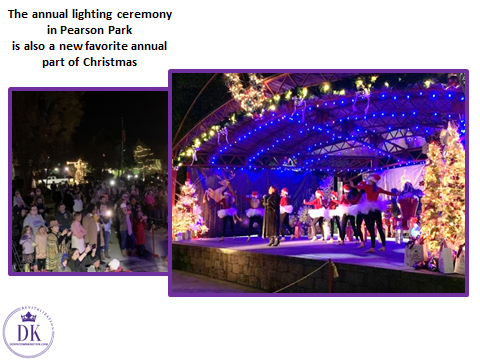 The annual lighting ceremony
in Pearson Park
is also a new favorite annual
part of Christmas
DK